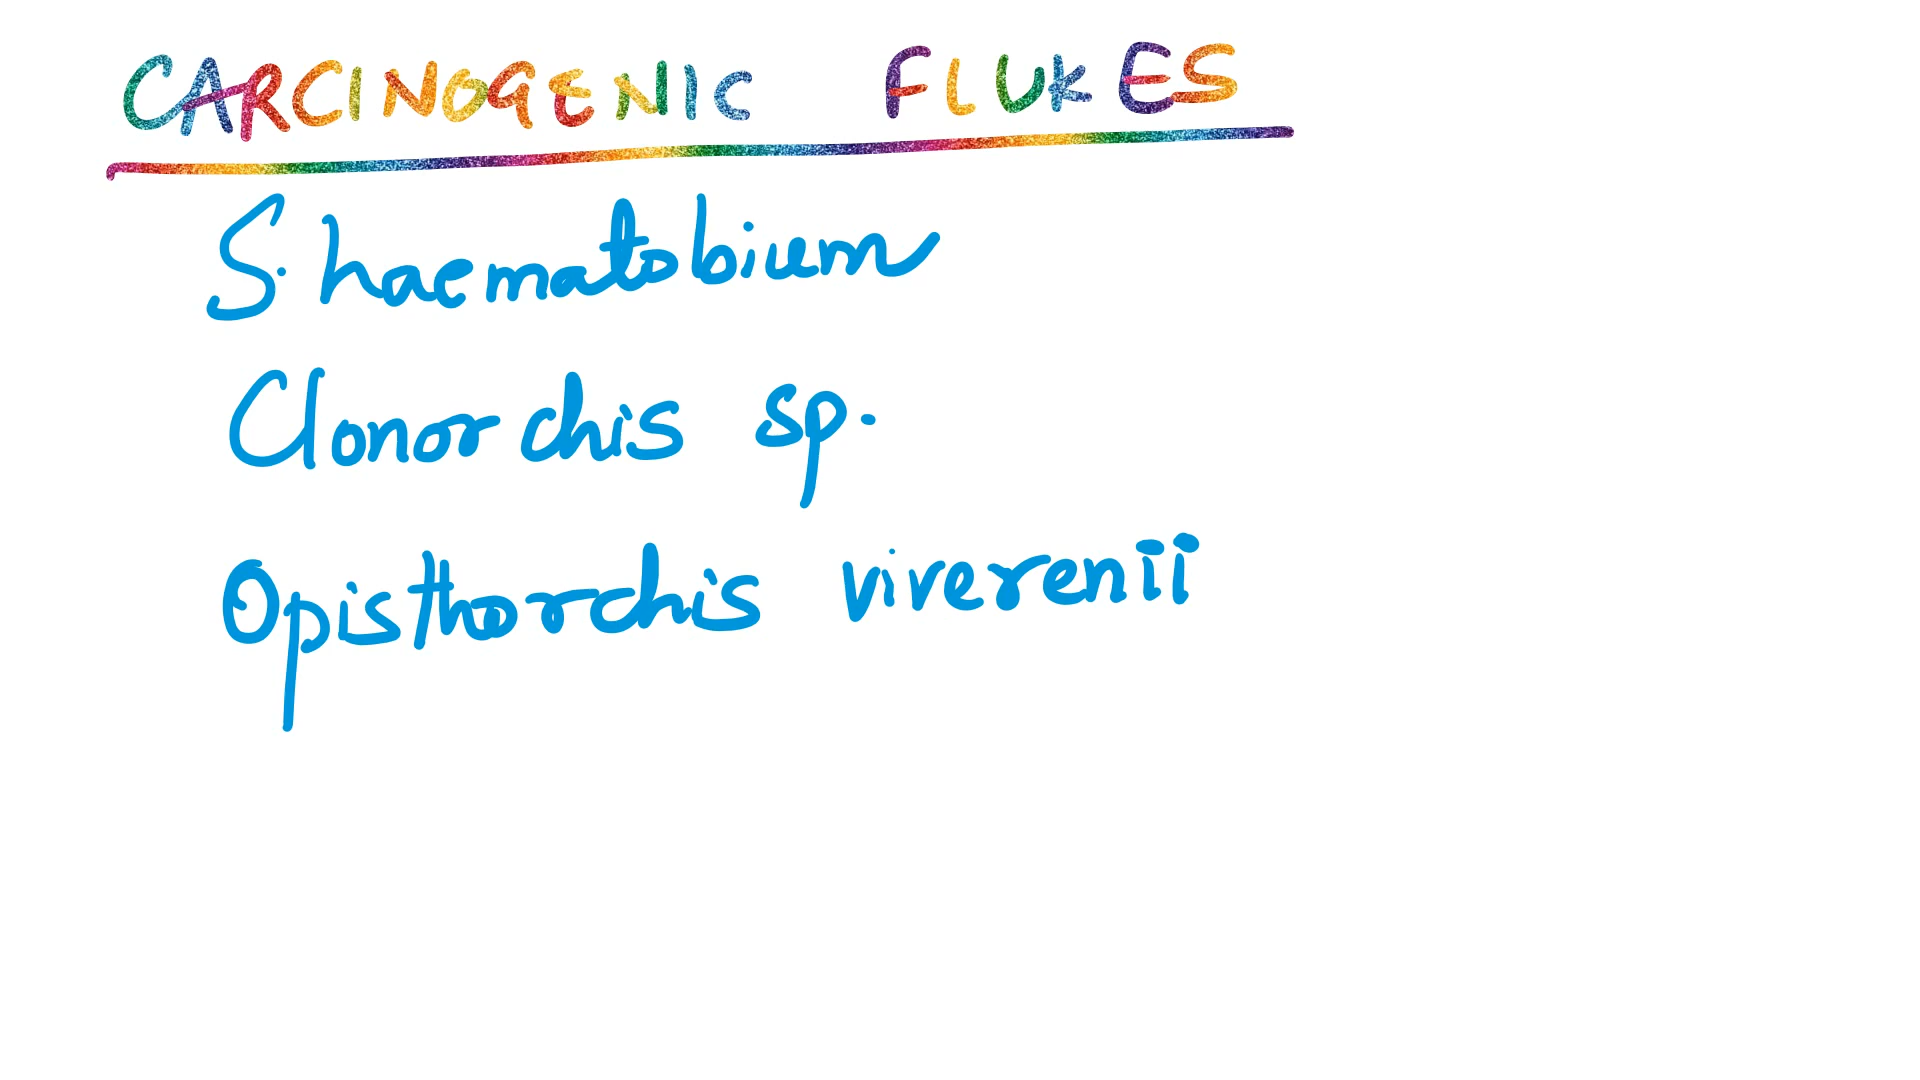 CARCINOGENIC FLUKES
S. haematobium
Clonorchis sp.
Opisthorchis viverenii